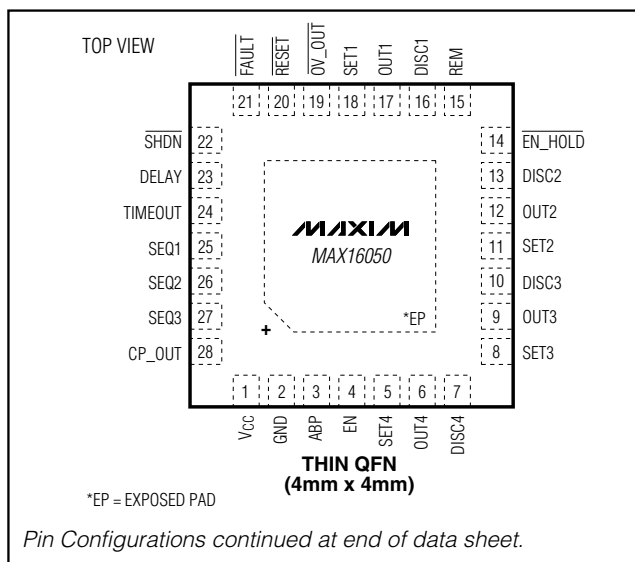 TOP VIEW
FAULT
RESET
OV_OUT
SET1
OUT1
DISC1
REM
21 20 19 18 17 16 15
SHDN 22
DELAY 23
TIMEOUT 24
SEQ1 25
SEQ2 26
SEQ3 27
CP_OUT 28
MAXIM
MAX16050
*EP
+
14 EN_HOLD
13 DISC2
12 OUT2
11 SET2
10 DISC3
9 OUT3
8 SET3
1 2 3 4 5 6 7
VCC
GND
ABP
EN
SET4
OUT4
DISC4
THIN QFN
(4mm x 4mm)
*EP = EXPOSED PAD
Pin Configurations continued at end of data sheet.